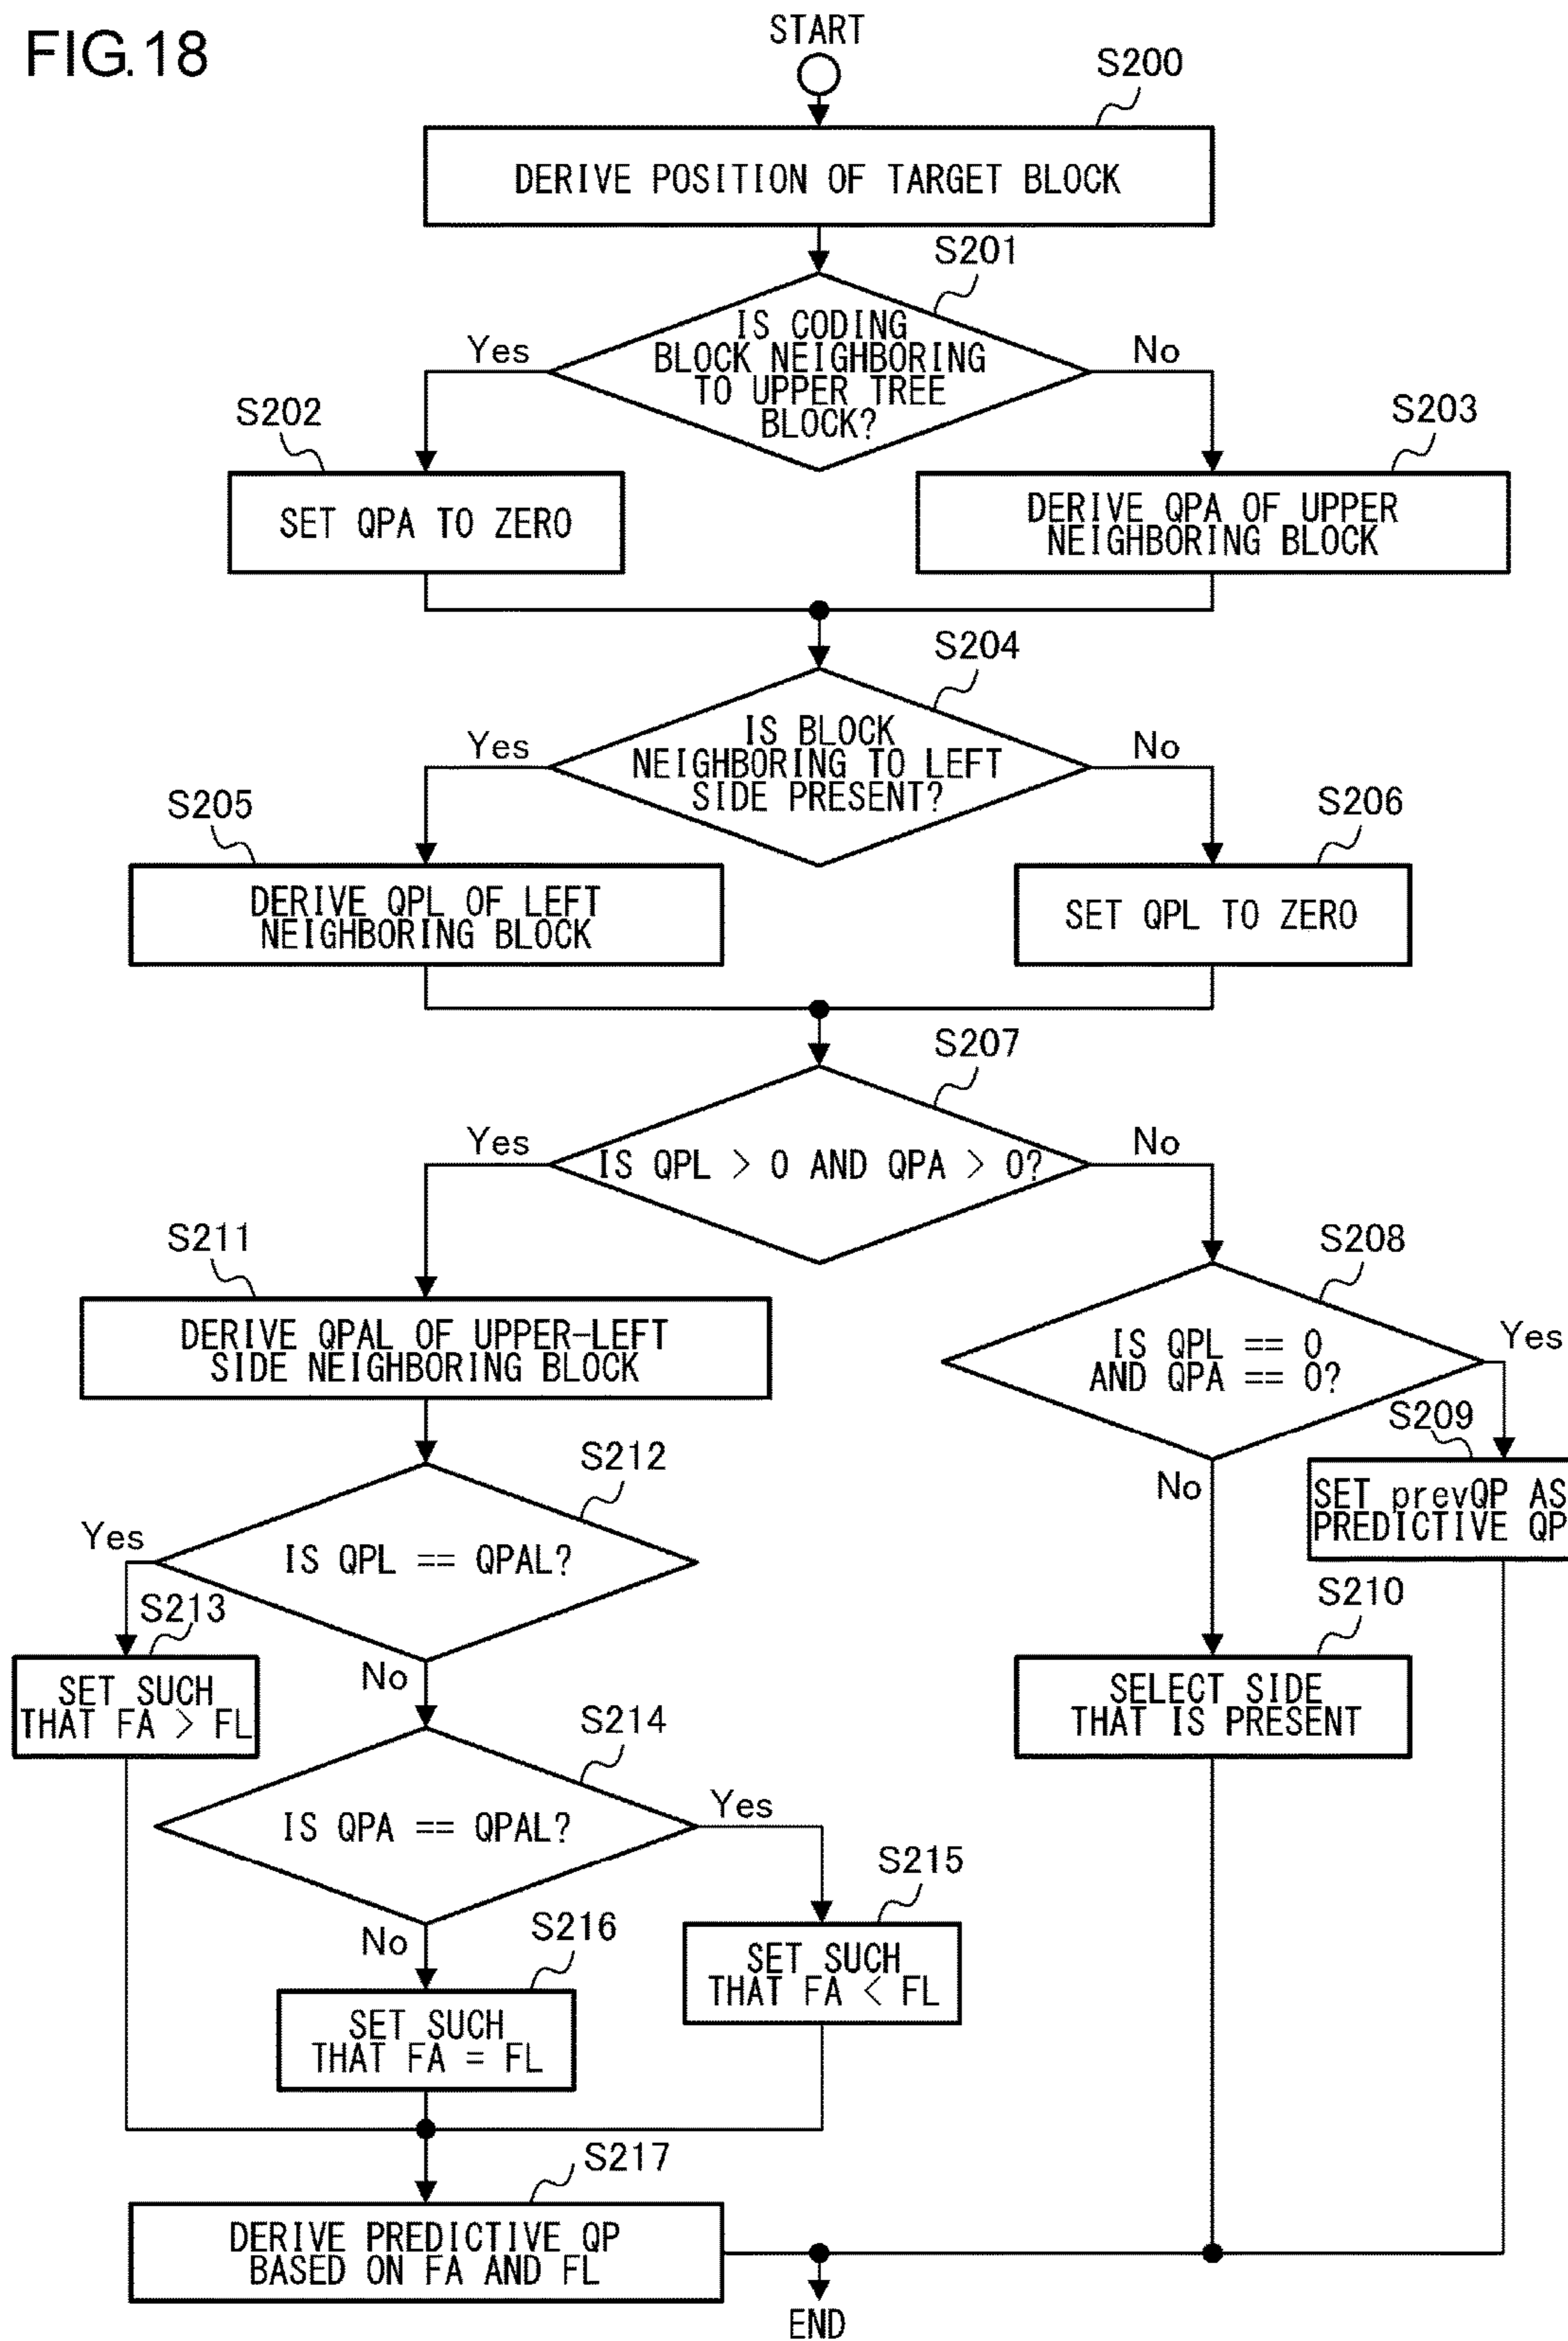 FIG.18
START
S200
DERIVE POSITION OF TARGET BLOCK
S201
IS CODING
BLOCK NEIGHBORING
TO UPPER TREE
BLOCK?
Yes
No
S202
SET QPA TO ZERO
S203
DERIVE QPA OF UPPER
NEIGHBORING BLOCK
S204
IS BLOCK
NEIGHBORING TO LEFT
SIDE PRESENT?
Yes
No
S205
DERIVE QPL OF LEFT
NEIGHBORING BLOCK
S206
SET QPL TO ZERO
S207
IS QPL > 0 AND QPA > 0?
Yes
No
S211
DERIVE QPAL OF UPPER-LEFT
SIDE NEIGHBORING BLOCK
S208
IS QPL == 0
AND QPA == 0?
Yes
No
S209
SET prevQP AS
PREDICTIVE QP
S212
IS QPL == QPAL?
Yes
No
S213
SET SUCH
THAT FA > FL
S210
SELECT SIDE
THAT IS PRESENT
S214
IS QPA == QPAL?
Yes
No
S215
SET SUCH
THAT FA < FL
S216
SET SUCH
THAT FA = FL
S217
DERIVE PREDICTIVE QP
BASED ON FA AND FL
END